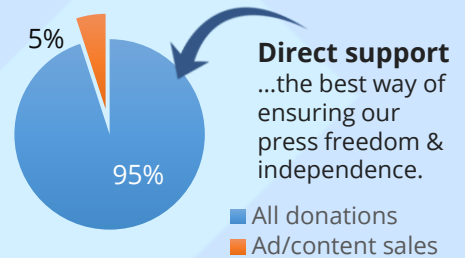 5%
95%
Direct support
...the best way of
ensuring our
press freedom &
independence.
All donations
Ad/content sales